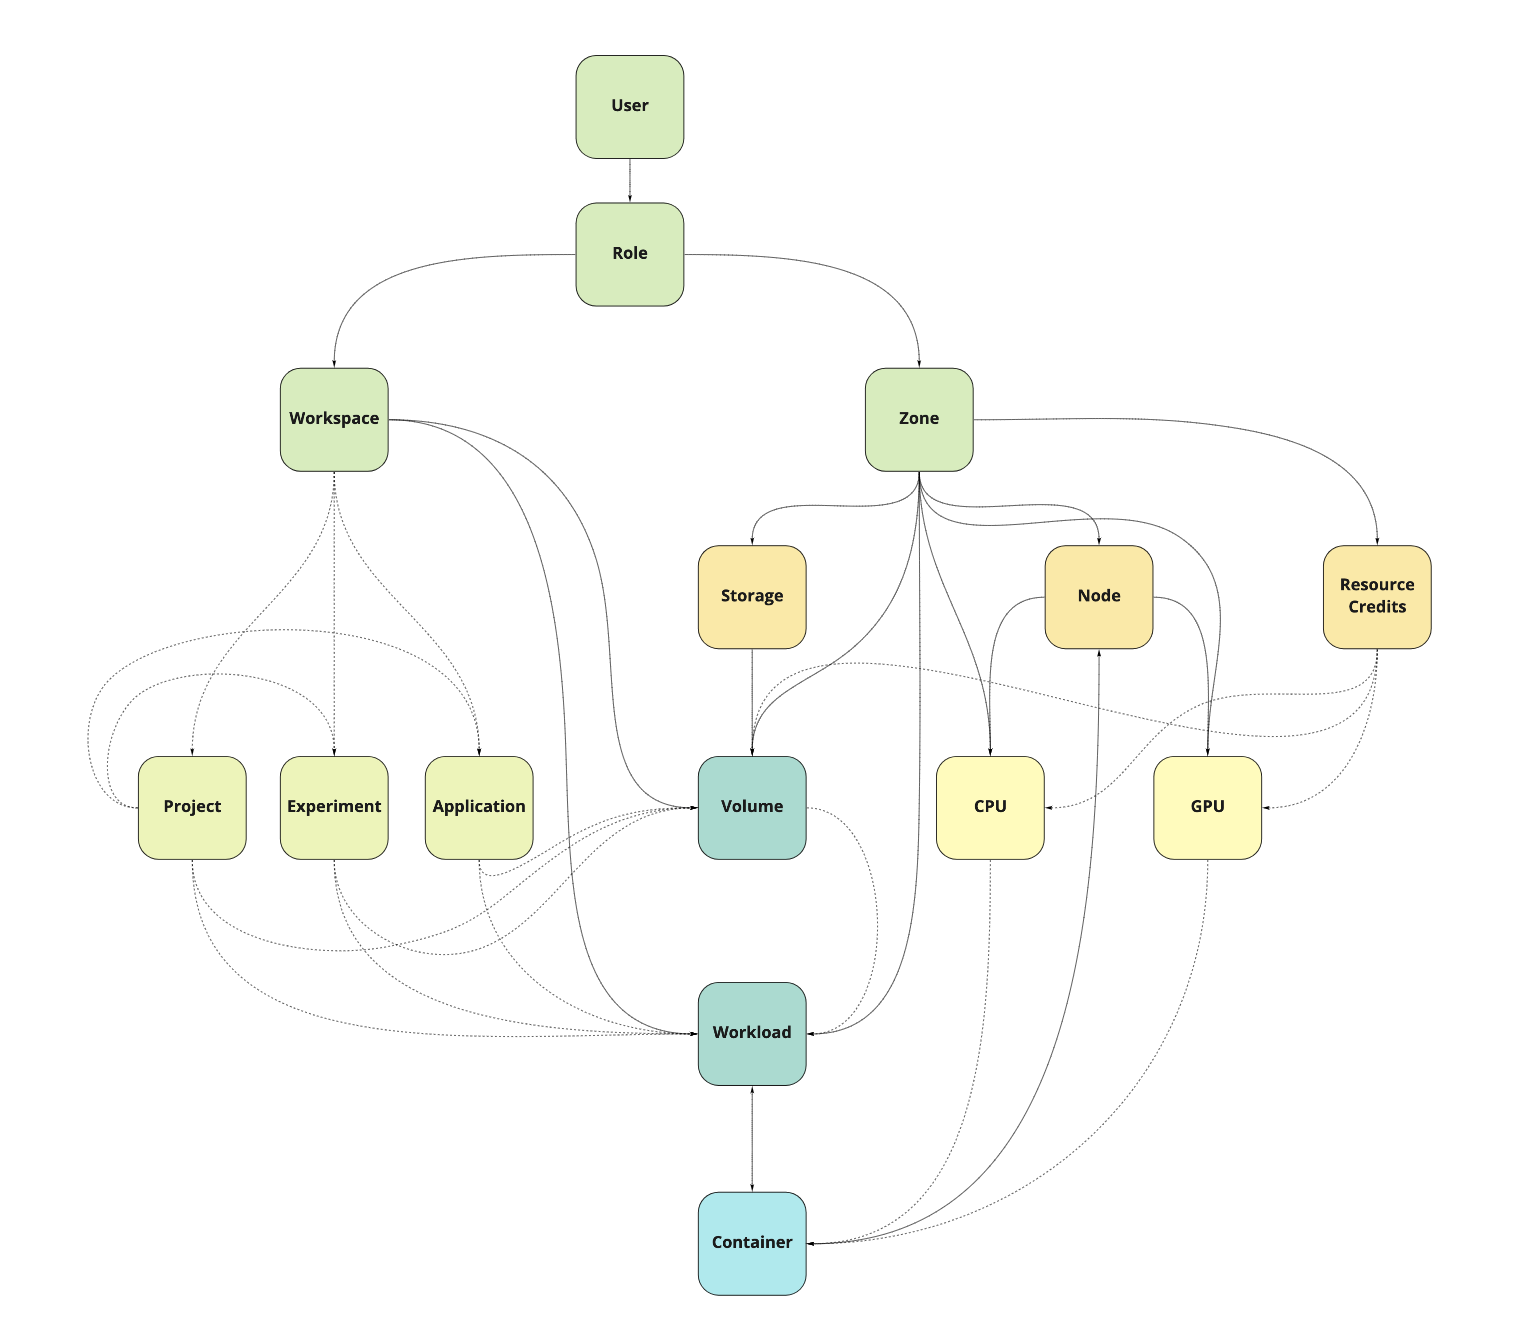 User
Role
Workspace
Zone
Storage
Node
Resource
Credits
Project
Experiment
Application
Volume
CPU
GPU
Workload
Container